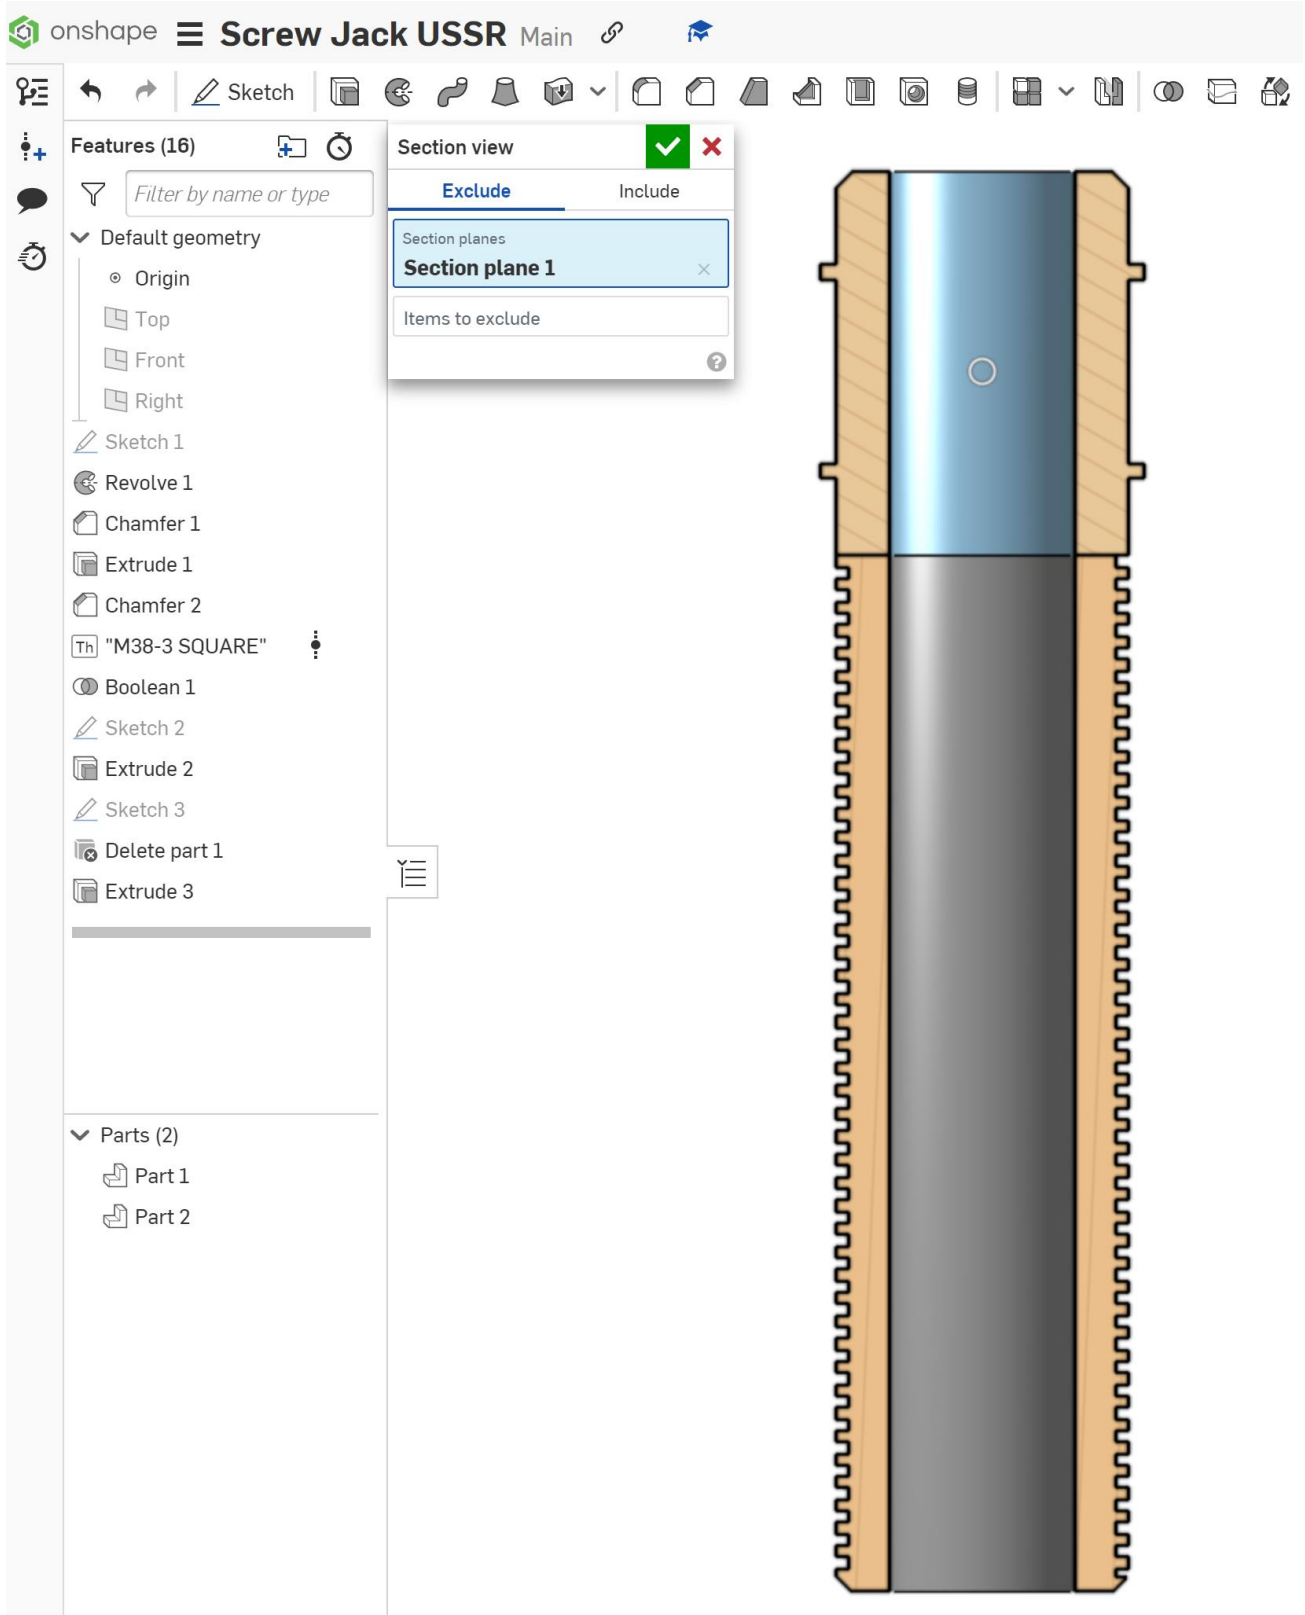 onshape Screw Jack USSR Main
Sketch
Features (16)
Filter by name or type
Default geometry
Origin
Top
Front
Right
Sketch 1
Revolve 1
Chamfer 1
Extrude 1
Chamfer 2
Th "M38-3 SQUARE"
Boolean 1
Sketch 2
Extrude 2
Sketch 3
Delete part 1
Extrude 3
Parts (2)
Part 1
Part 2
Section view
Exclude Include
Section planes
Section plane 1
Items to exclude
?